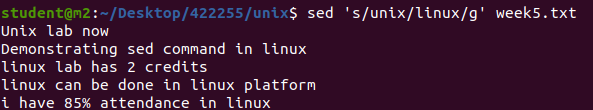 student@m2:~/Desktop/422255/unix$ sed 's/unix/linux/g' week5.txt
Unix lab now
Demonstrating sed command in linux
linux lab has 2 credits
linux can be done in linux platform
i have 85% attendance in linux